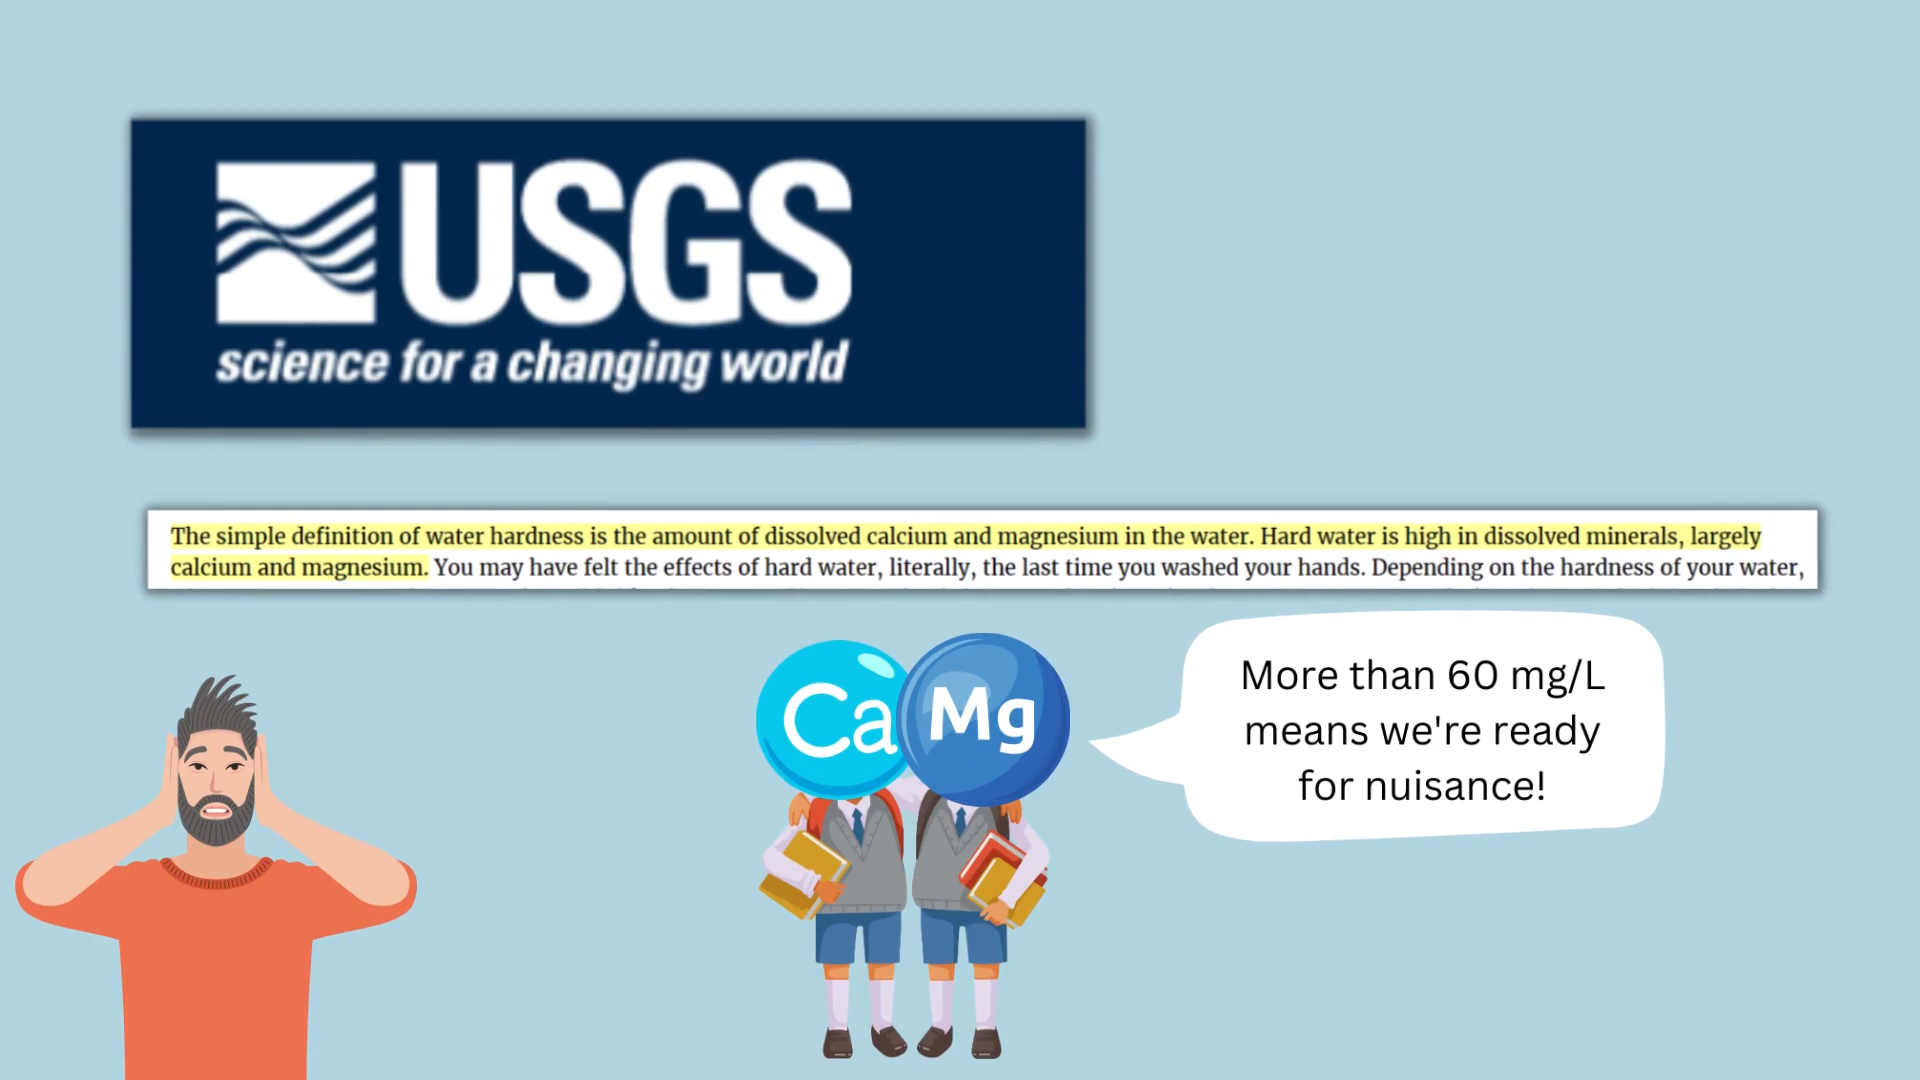 USGS
science for a changing world
The simple definition of water hardness is the amount of dissolved calcium and magnesium in the water. Hard water is high in dissolved minerals, largely
calcium and magnesium. You may have felt the effects of hard water, literally, the last time you washed your hands. Depending on the hardness of your water,
Ca
Mg
More than 60 mg/L
means we're ready
for nuisance!